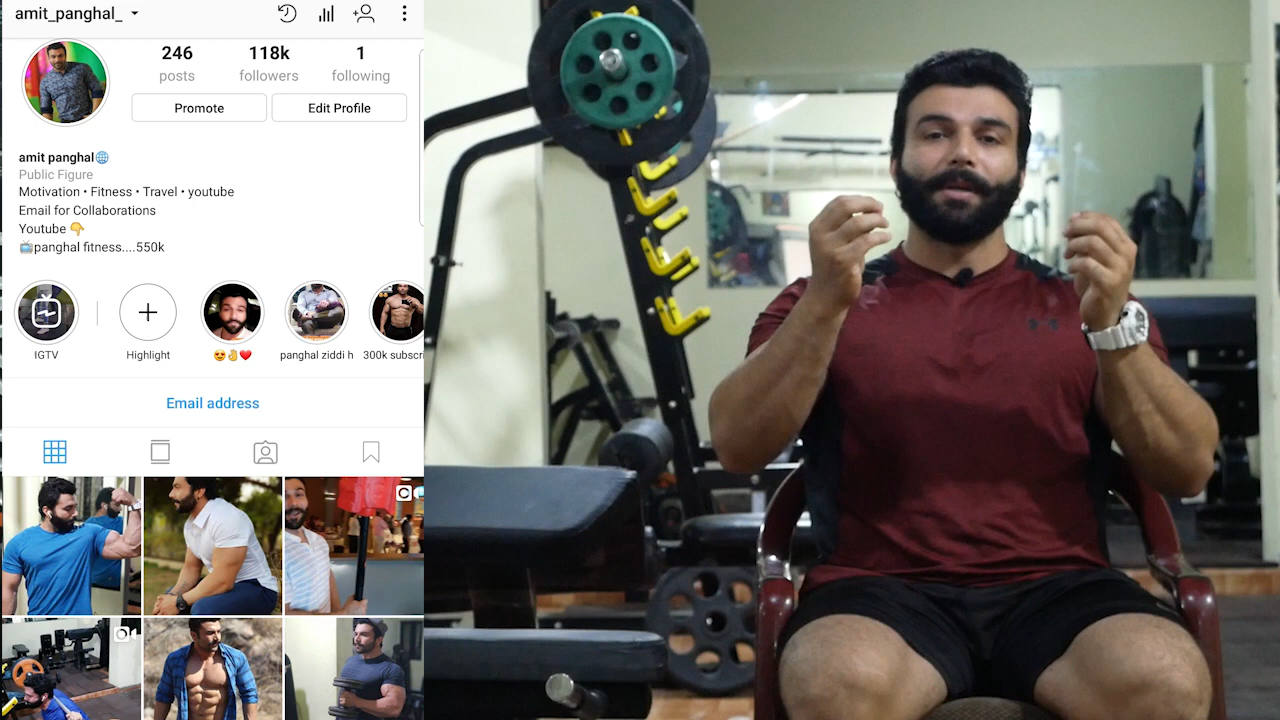 amit_panghal_
246
118k
1
posts
followers
following
Promote
Edit Profile
amit panghal🌐
Public Figure
Motivation • Fitness • Travel • youtube
Email for Collaborations
Youtube 👇
📺panghal fitness....550k
IGTV
Highlight
😍👌❤️
panghal ziddi h
300k subscri
Email address